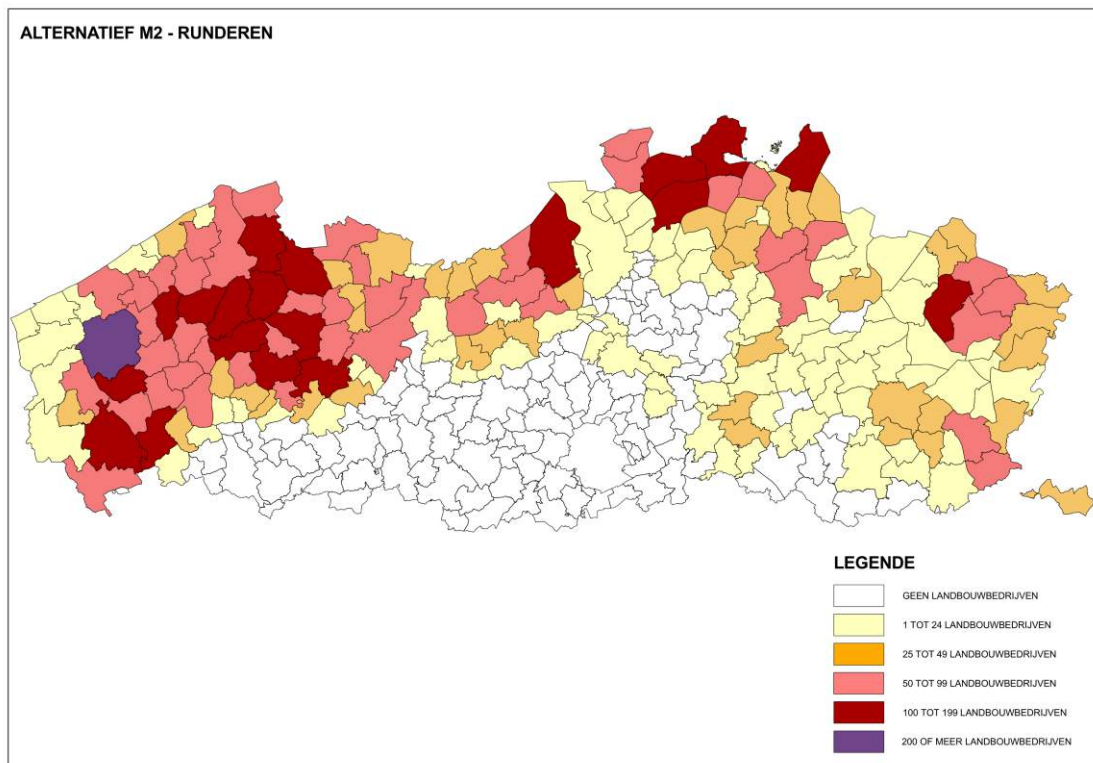 ALTERNATIEF M2 - RUNDEREN
LEGENDE
GEEN LANDBOUWBEDRIJVEN
1 TOT 24 LANDBOUWBEDRIJVEN
25 TOT 49 LANDBOUWBEDRIJVEN
50 TOT 99 LANDBOUWBEDRIJVEN
100 TOT 199 LANDBOUWBEDRIJVEN
200 OF MEER LANDBOUWBEDRIJVEN